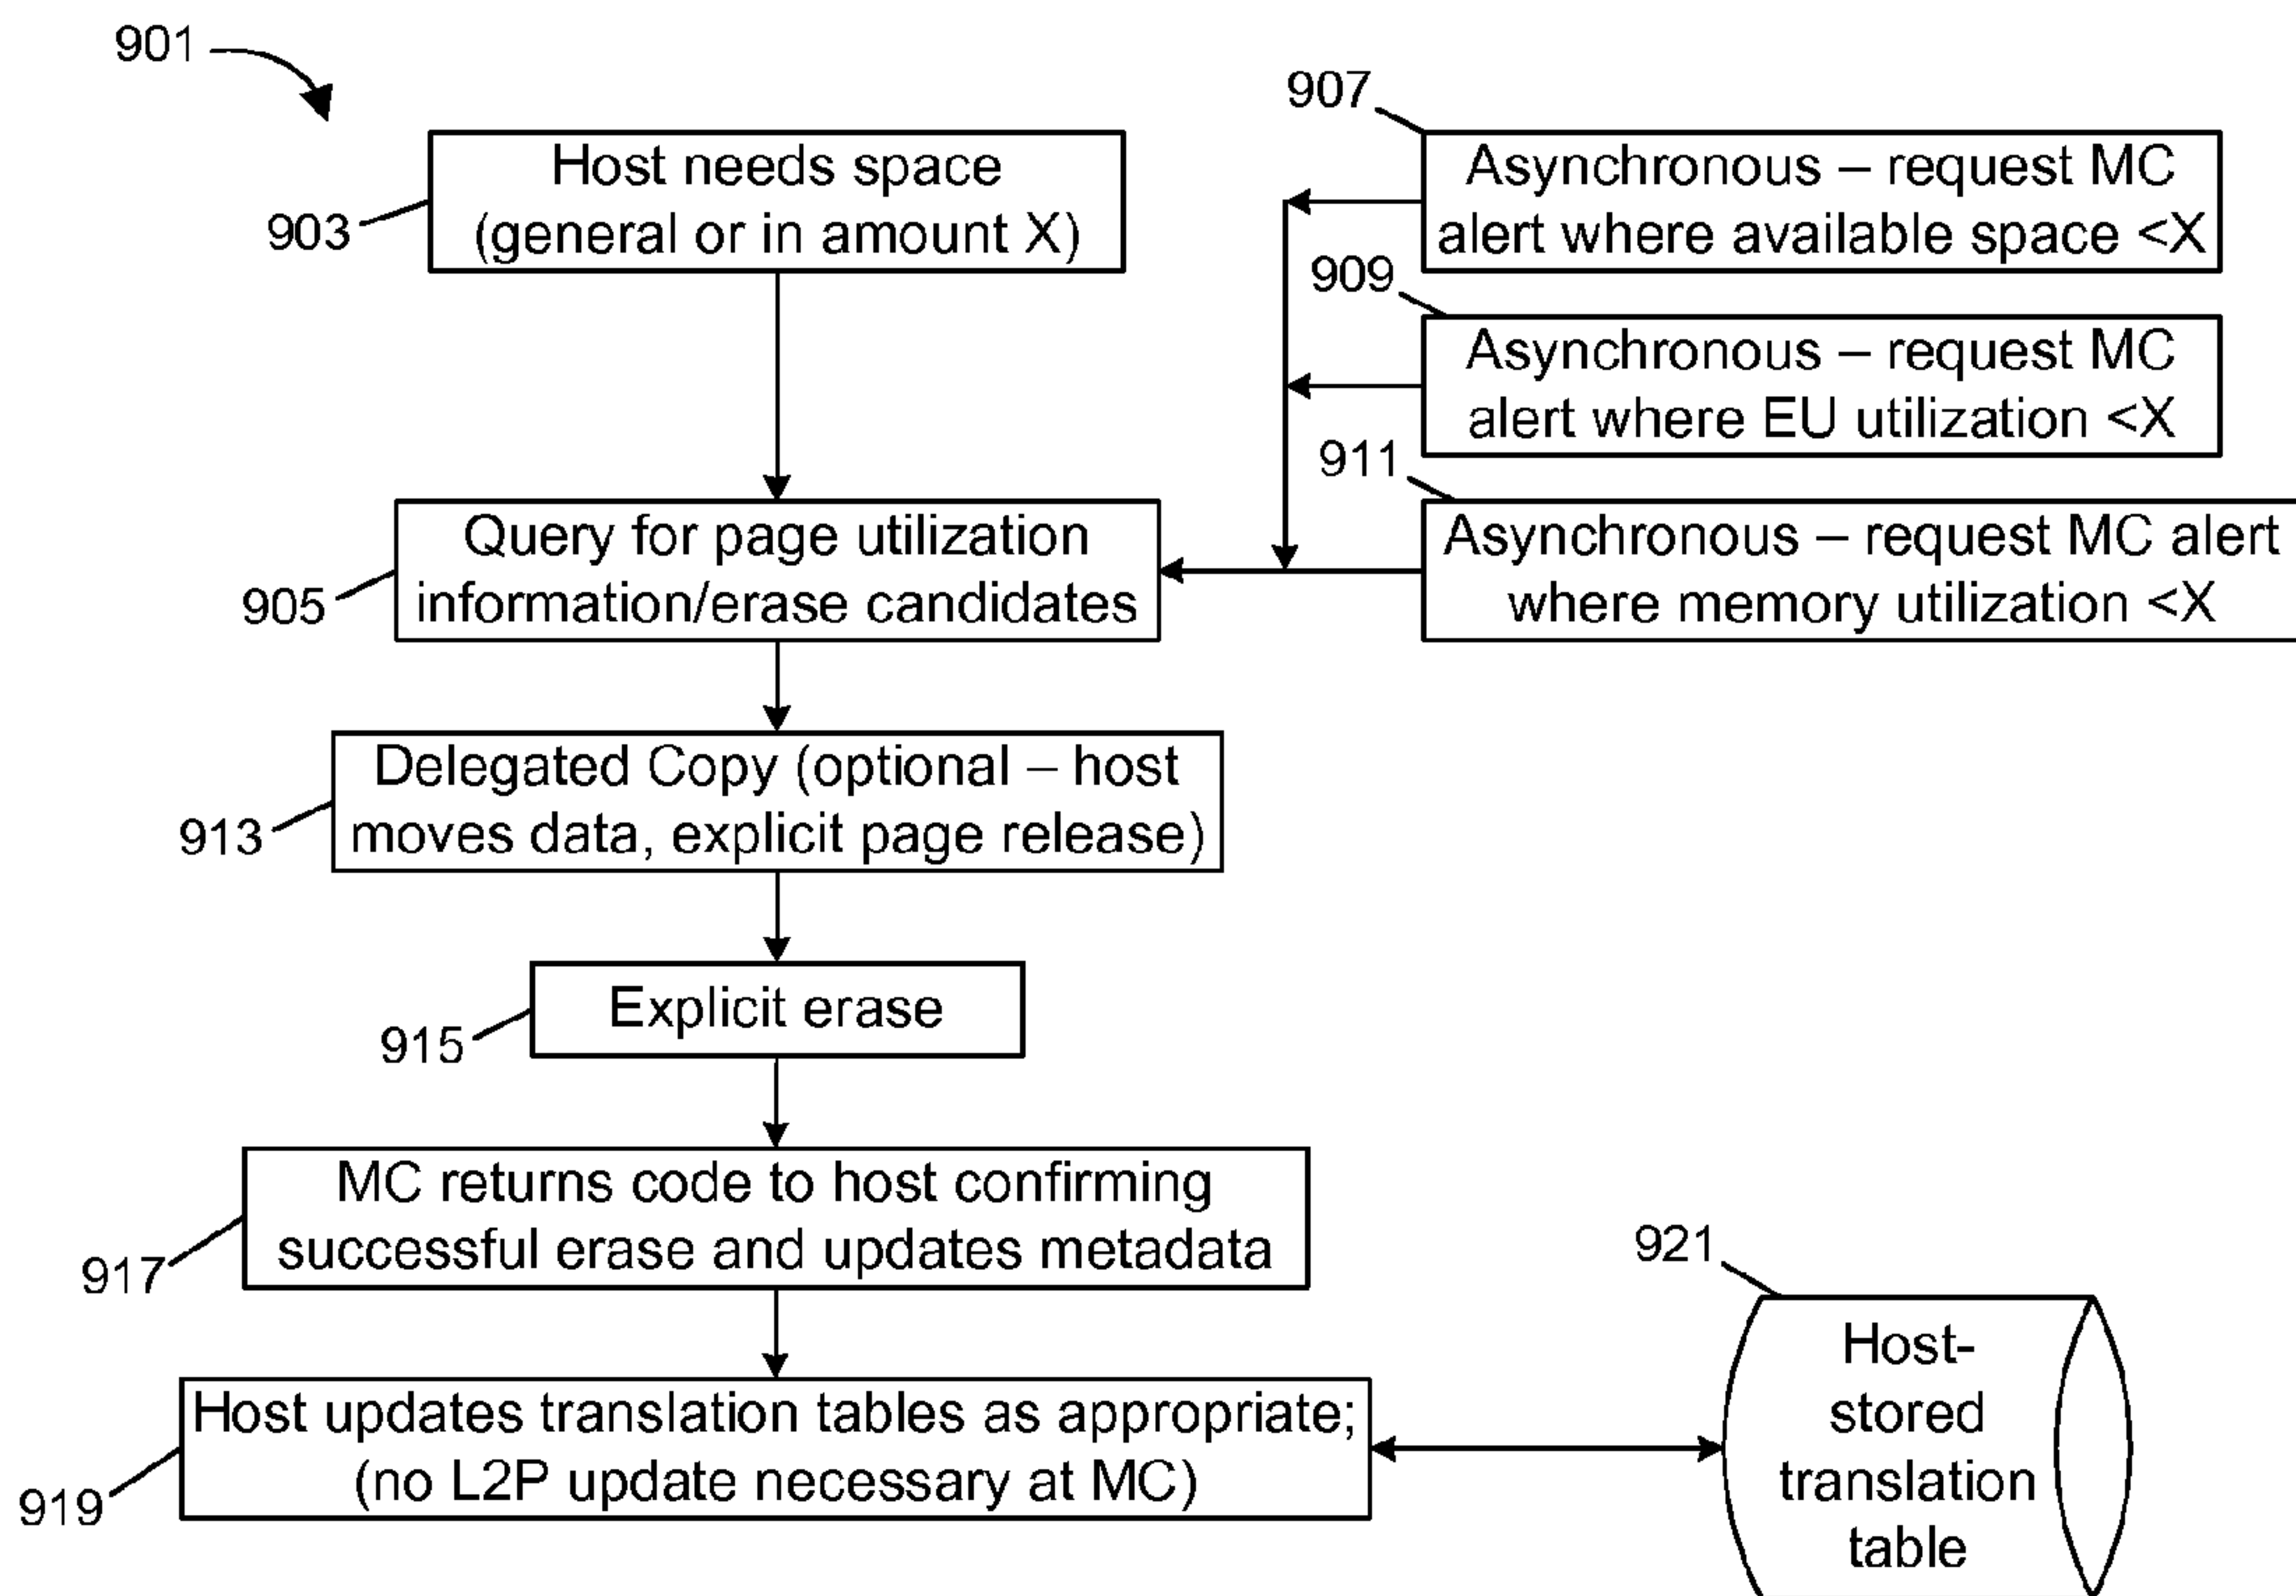 901
907
Host needs space
(general or in amount X)
903
Asynchronous – request MC
alert where available space <X
909
Asynchronous – request MC
alert where EU utilization <X
911
Query for page utilization
information/erase candidates
905
Asynchronous – request MC alert
where memory utilization <X
Delegated Copy (optional – host
moves data, explicit page release)
913
Explicit erase
915
MC returns code to host confirming
successful erase and updates metadata
917
921
Host updates translation tables as appropriate;
(no L2P update necessary at MC)
919
Host-
stored
translation
table